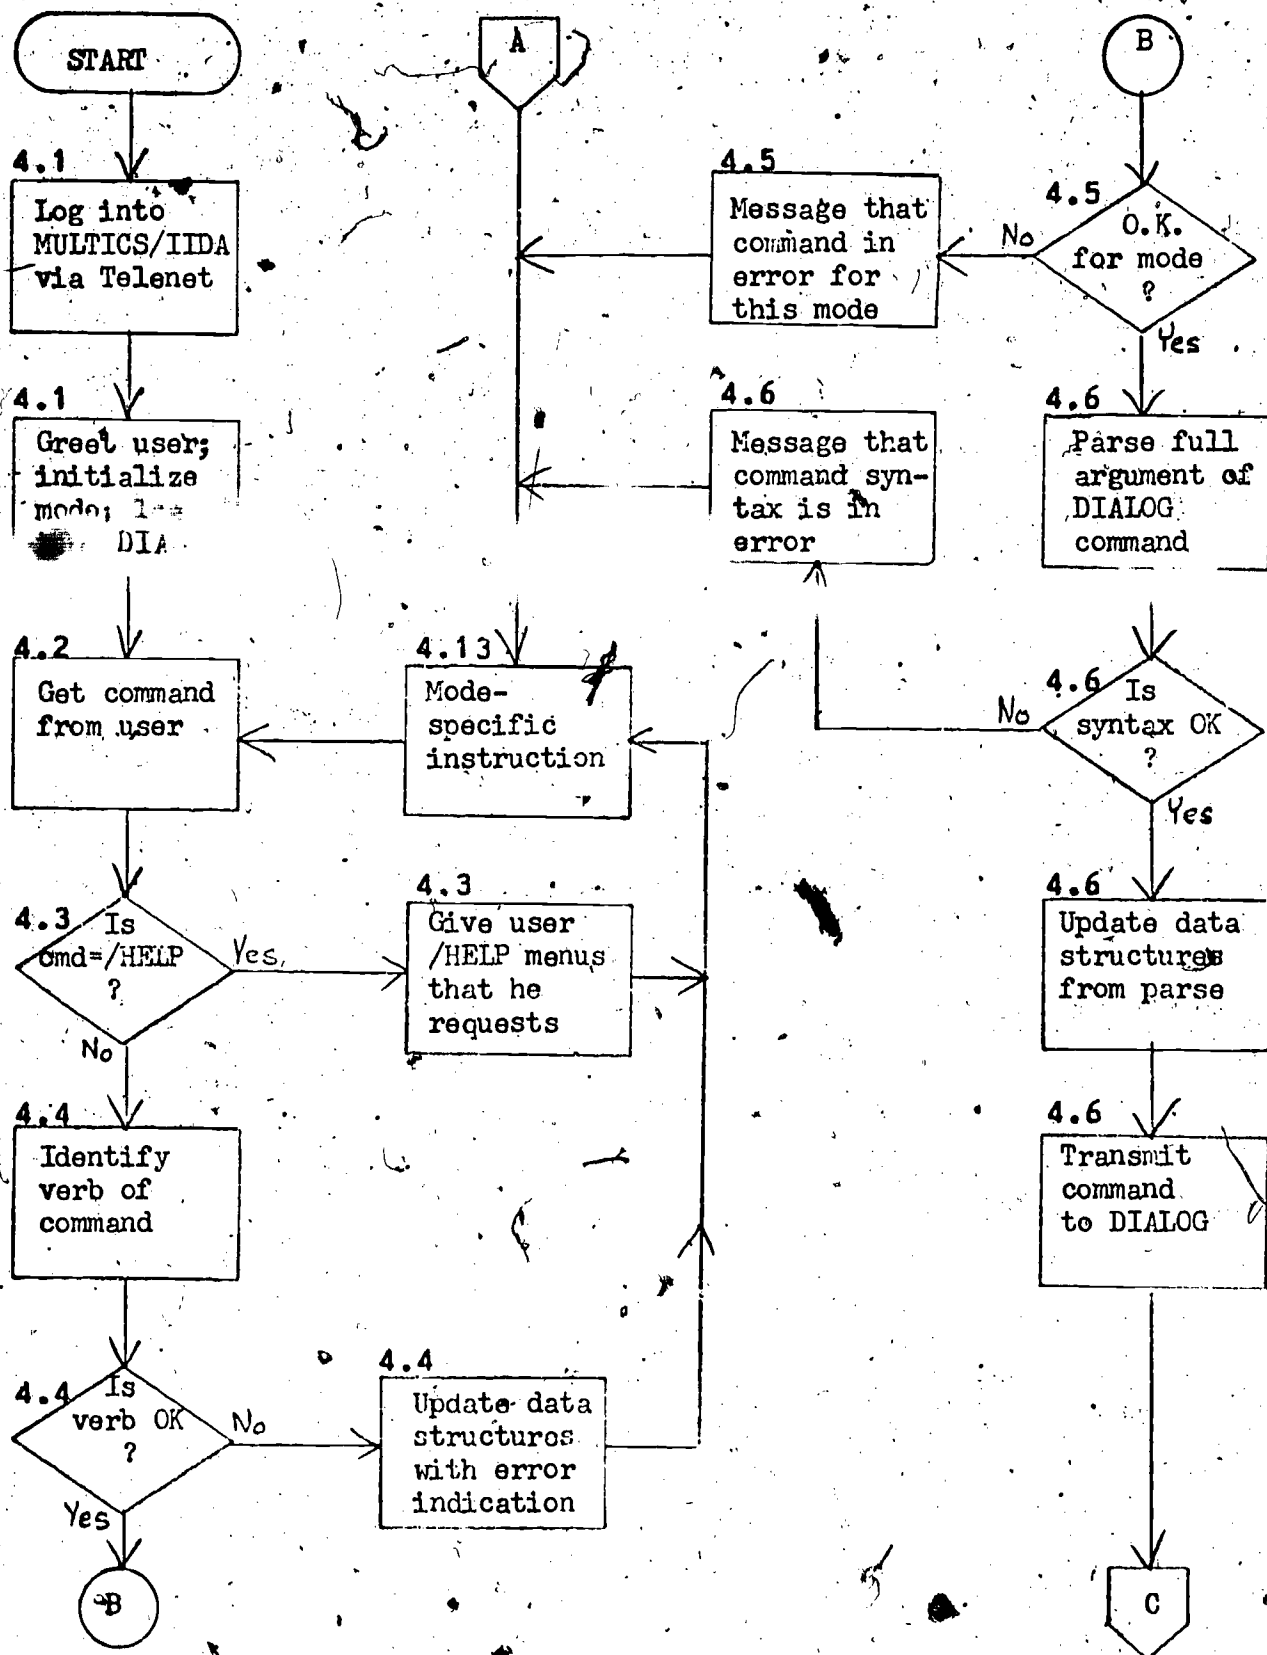 START
4.1
Log into
MULTICS/IIDA
via Telenet
4.1
Greet user;
initialize
mode;
DIA
4.2
Get command
from user
4.3
Is
cmd=/HELP
?
Yes
No
4.4
Identify
verb of
command
4.4
Is
verb OK
?
No
Yes
B
A
4.13
Mode-
specific
instruction
4.3
Give user
/HELP menus
that he
requests
4.4
Update data
structures
with error
indication
4.5
Message that
command in
error for
this mode
4.6
Message that
command syn-
tax is in
error
B
4.5
O.K.
for mode
?
No
Yes
4.6
Parse full
argument of
DIALOG
command
4.6
Is
syntax OK
?
No
Yes
4.6
Update data
structures
from parse
4.6
Transmit
command
to DIALOG
C